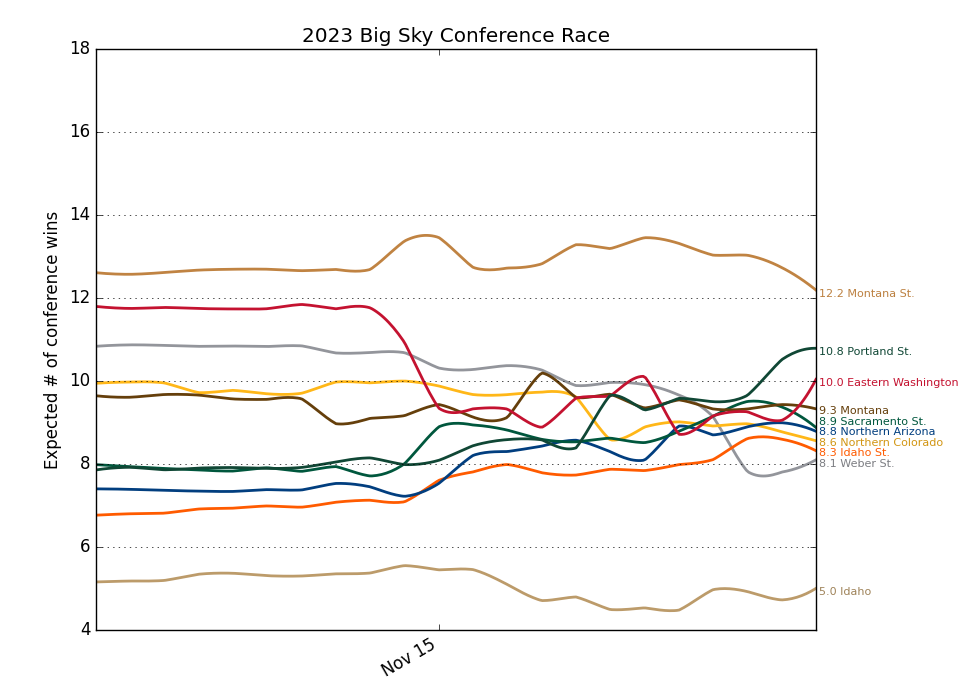 2023 Big Sky Conference Race
Expected # of conference wins
18
16
14
12
10
8
6
4
Nov 15
12.2 Montana St.
10.8 Portland St.
10.0 Eastern Washington
9.3 Montana
8.9 Sacramento St.
8.8 Northern Arizona
8.6 Northern Colorado
8.3 Idaho St.
8.1 Weber St.
5.0 Idaho